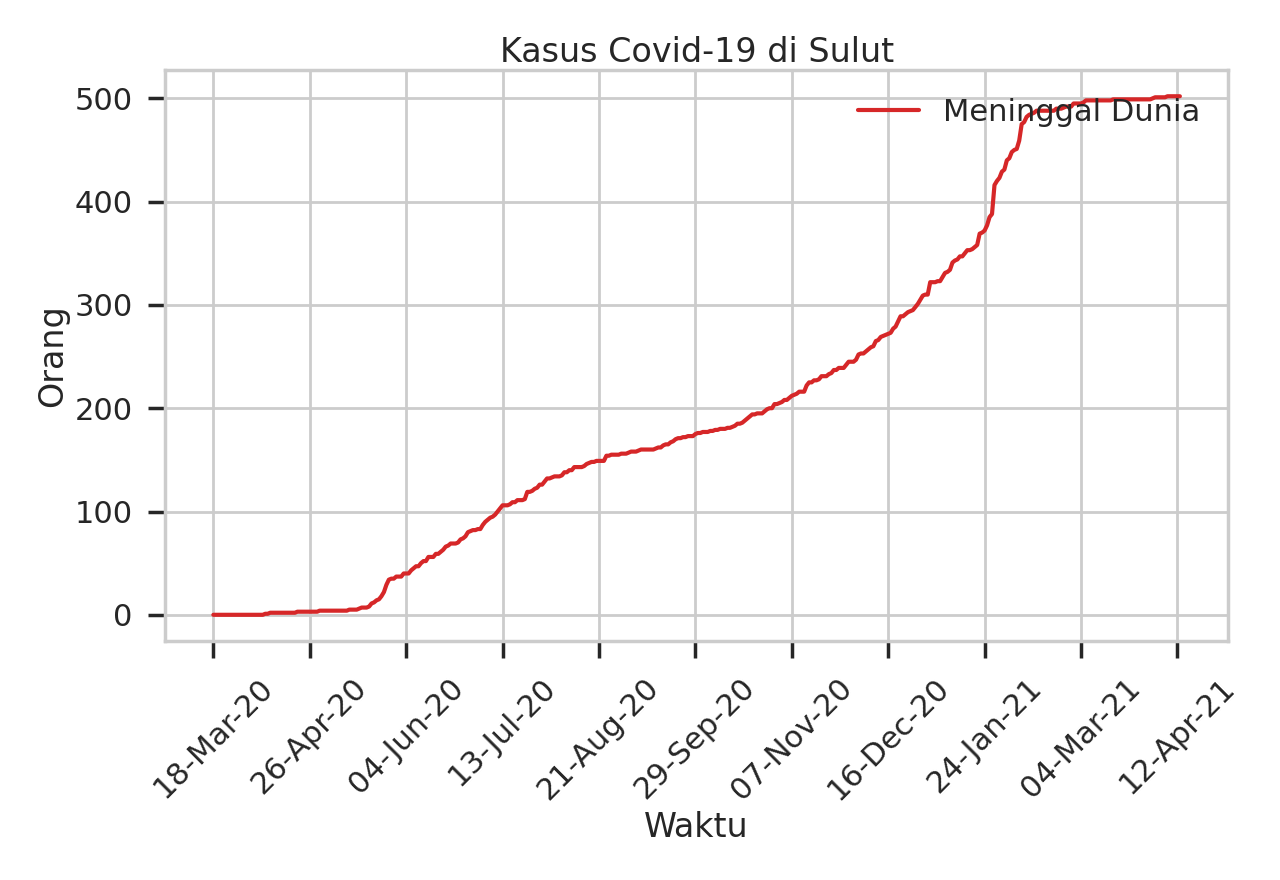 Kasus Covid-19 di Sulut
Meninggal Dunia
Orang
500
400
300
200
100
0
18-Mar-20
26-Apr-20
04-Jun-20
13-Jul-20
21-Aug-20
29-Sep-20
07-Nov-20
16-Dec-20
24-Jan-21
04-Mar-21
12-Apr-21
Waktu